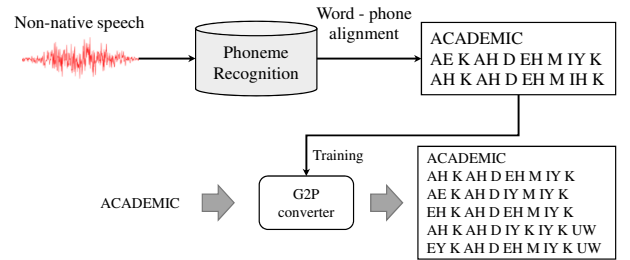 Non-native speech
Phoneme
Recognition
Word - phone
alignment
ACADEMIC
AE K AH D EH M IY K
AH K AH D EH M IH K
Training
ACADEMIC
G2P
converter
ACADEMIC
AH K AH D EH M IY K
AE K AH D IY M IY K
EH K AH D EH M IY K
AH K AH D IY K IY K UW
EY K AH D EH M IY K UW